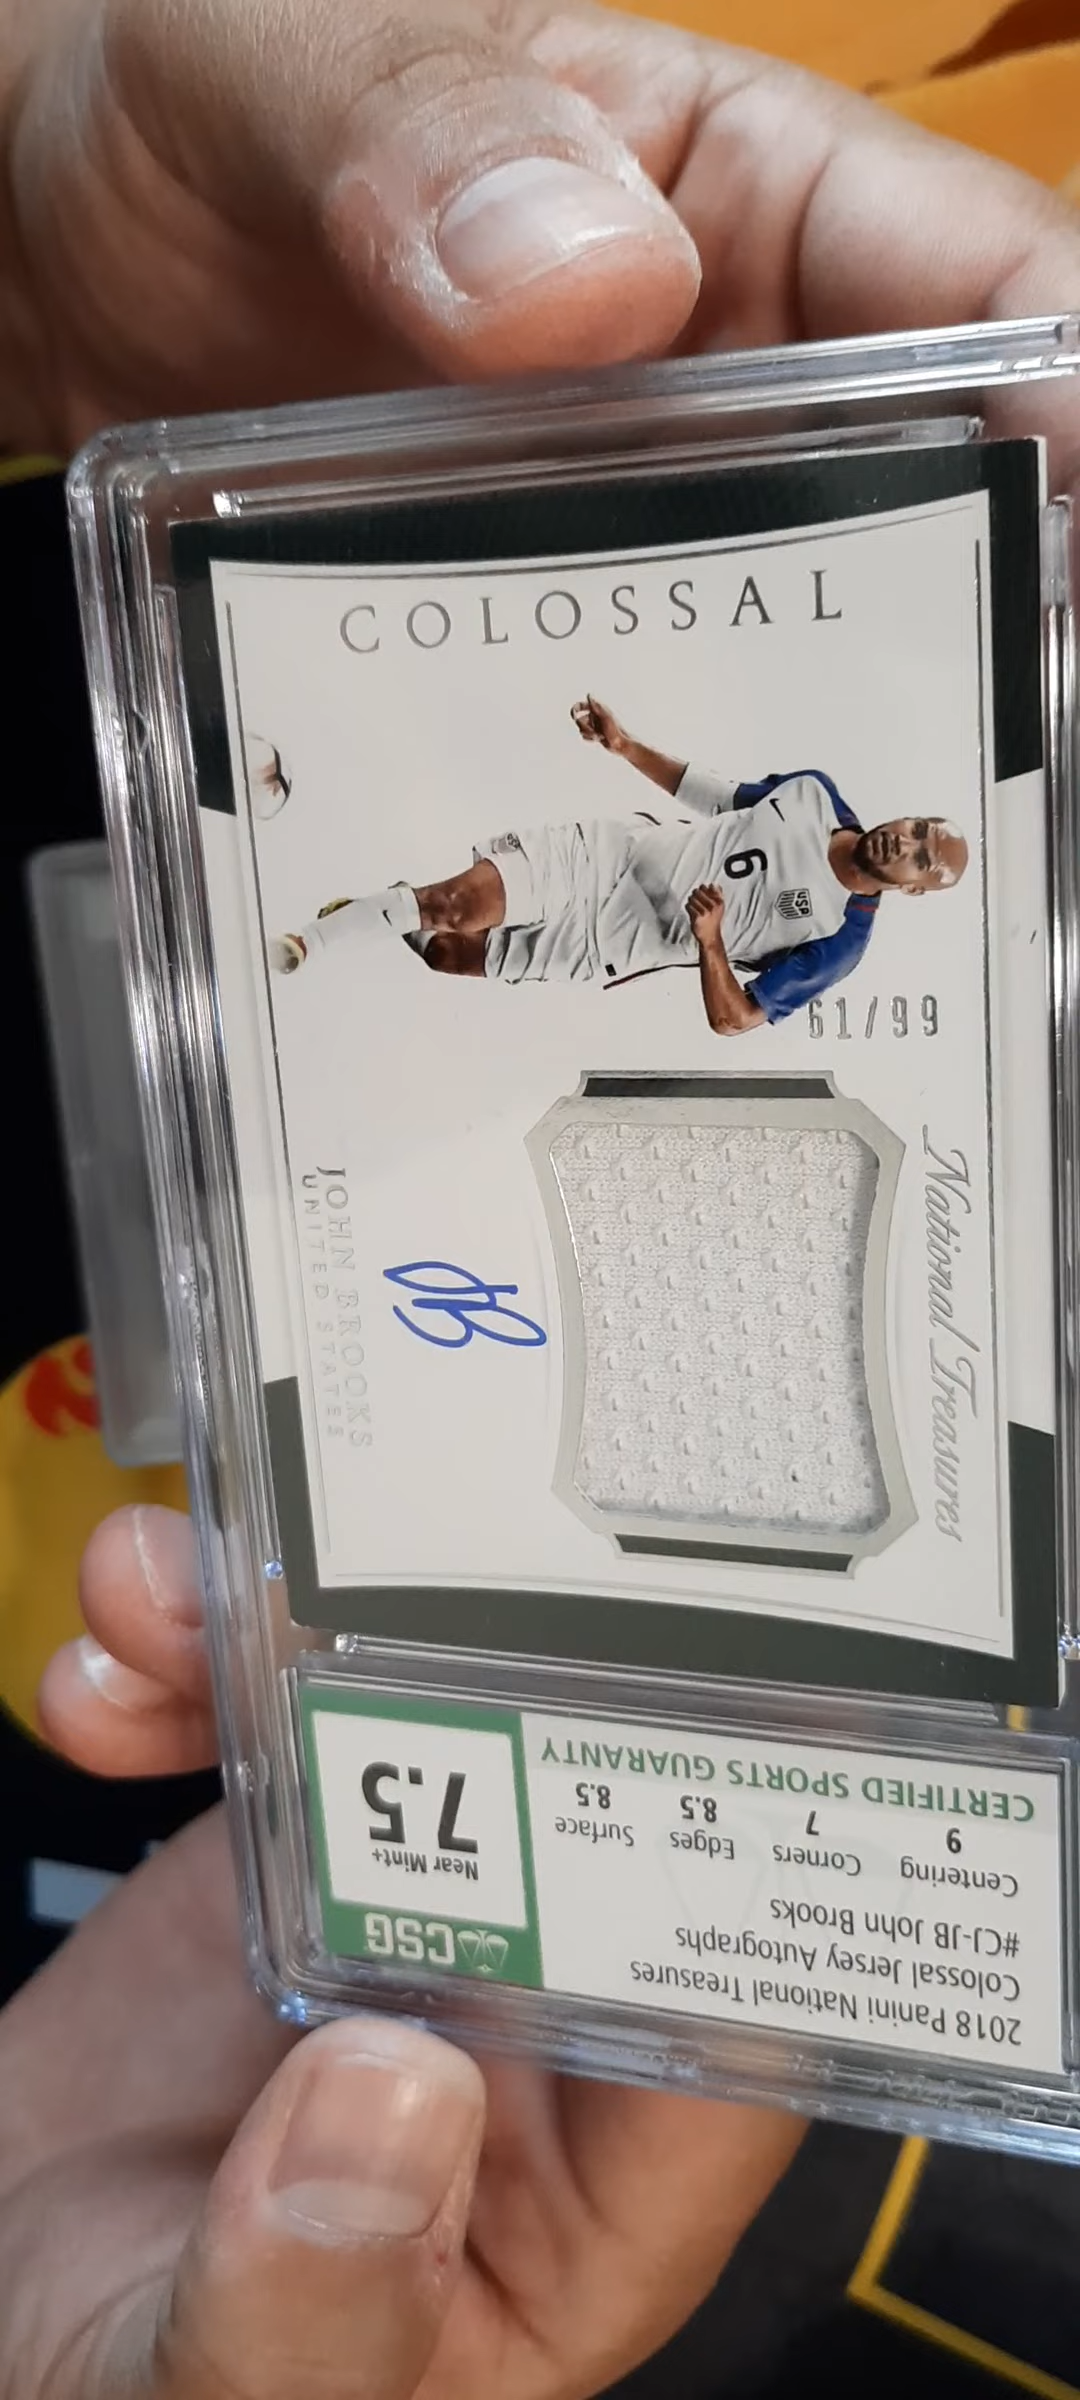 COLOSSAL
6
USA
61/99
National Treasures
JOHN BROOKS
UNITED STATES
2018 Panini National Treasures
Colossal Jersey Autographs
#CJ-JB John Brooks
Centering Corners Edges Surface
9 7 8.5 8.5
CERTIFIED SPORTS GUARANTY
CSG
Near Mint+
7.5